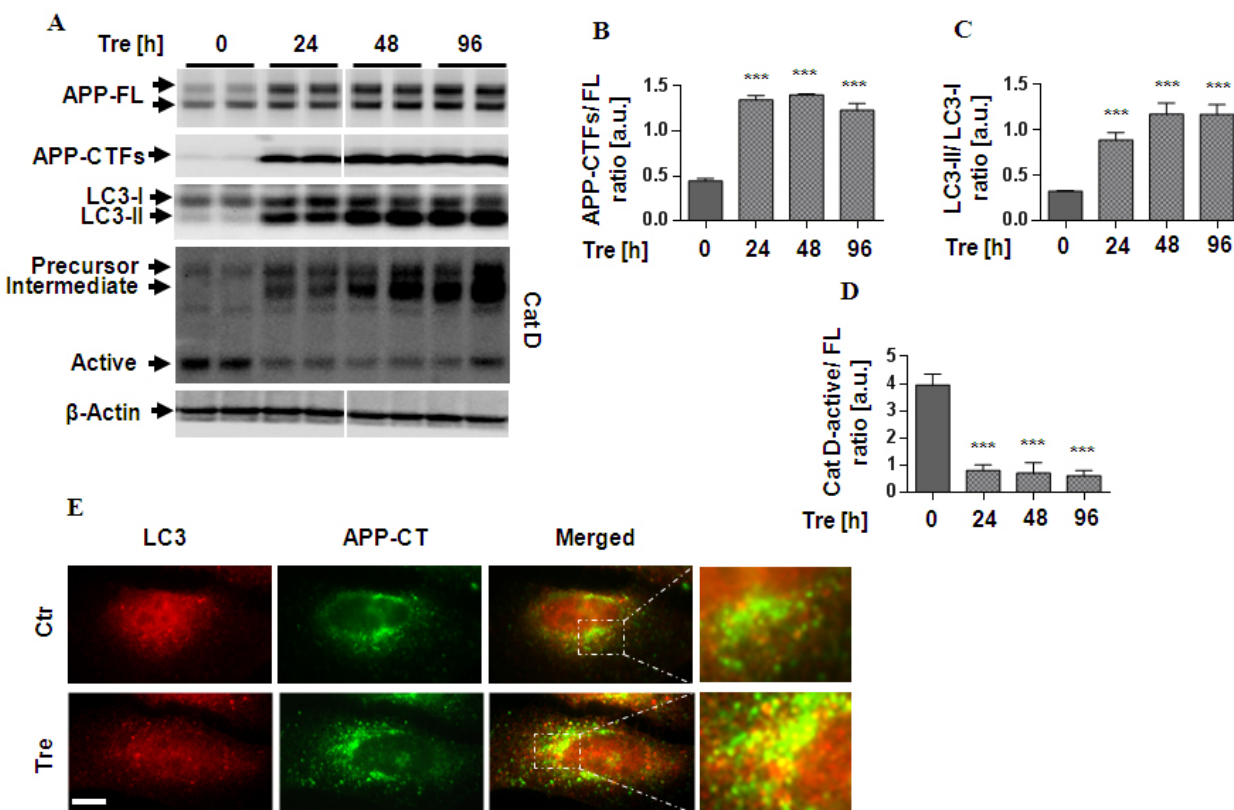 A
Tre [h] 0 24 48 96
APP-FL
APP-CTFs
LC3-I
LC3-II
Precursor
Intermediate
Active
Cat D
β-Actin
B
APP-CTFs/ FL
ratio [a.u.]
1.5
1.0
0.5
0.0
*** *** ***
Tre [h] 0 24 48 96
C
LC3-II/ LC3-I
ratio [a.u.]
1.5
1.0
0.5
0.0
*** *** ***
Tre [h] 0 24 48 96
D
Cat D-active/ FL
ratio [a.u.]
5
4
3
2
1
0
*** *** ***
Tre [h] 0 24 48 96
E
LC3 APP-CT Merged
Ctr
Tre